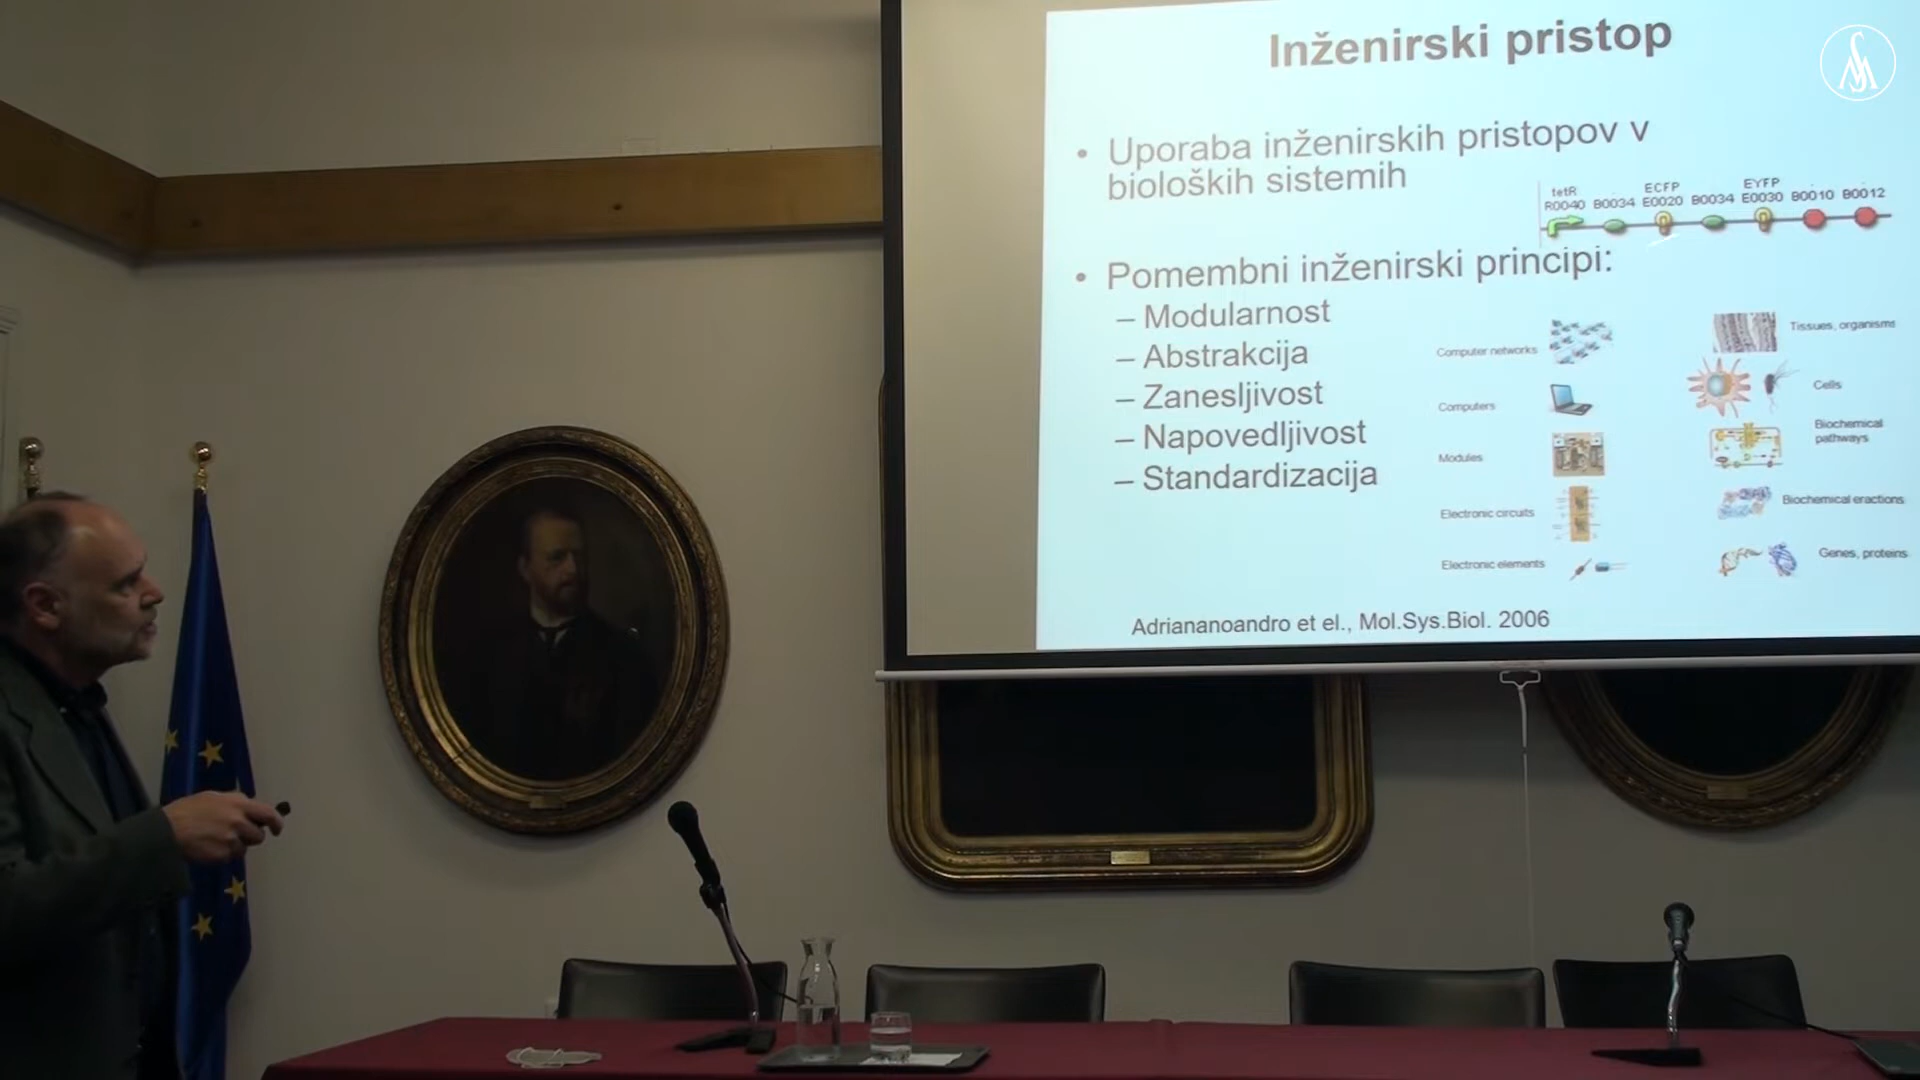 Inženirski pristop
• Uporaba inženirskih pristopov v
bioloških sistemih
tetR ECFP EYFP
R0040 B0034 E0020 B0034 E0030 B0010 B0012
• Pomembni inženirski principi:
– Modularnost
– Abstrakcija
– Zanesljivost
– Napovedljivost
– Standardizacija
Computer networks
Computers
Modules
Electronic circuits
Electronic elements
Tissues, organisms
Cells
Biochemical
pathways
Biochemical eractions
Genes, proteins
Adriananoandro et el., Mol.Sys.Biol. 2006